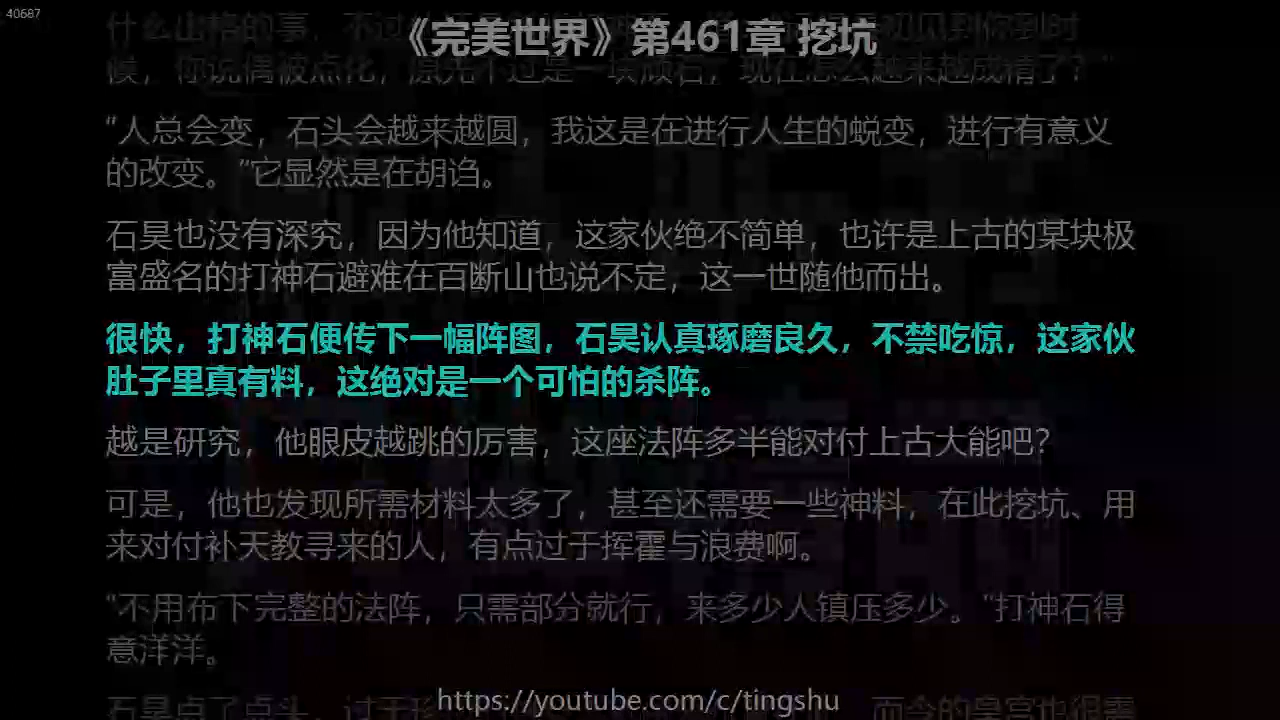 40687
《完美世界》第461章 挖坑
候，你说偶被点化，原先不过是一块顽石，现在怎么越来越成精了？”
“人总会变，石头会越来越圆，我这是在进行人生的蜕变，进行有意义
的改变。”它显然是在胡诌。
石昊也没有深究，因为他知道，这家伙绝不简单，也许是上古的某块极
富盛名的打神石避难在百断山也说不定，这一世随他而出。
很快，打神石便传下一幅阵图，石昊认真琢磨良久，不禁吃惊，这家伙
肚子里真有料，这绝对是一个可怕的杀阵。
越是研究，他眼皮越跳的厉害，这座法阵多半能对付上古大能吧？
可是，他也发现所需材料太多了，甚至还需要一些神料，在此挖坑、用
来对付补天教寻来的人，有点过于挥霍与浪费啊。
“不用布下完整的法阵，只需部分就行，来多少人镇压多少。”打神石得
意洋洋。
石昊点了点头，过于
https://youtube.com/c/tingshu